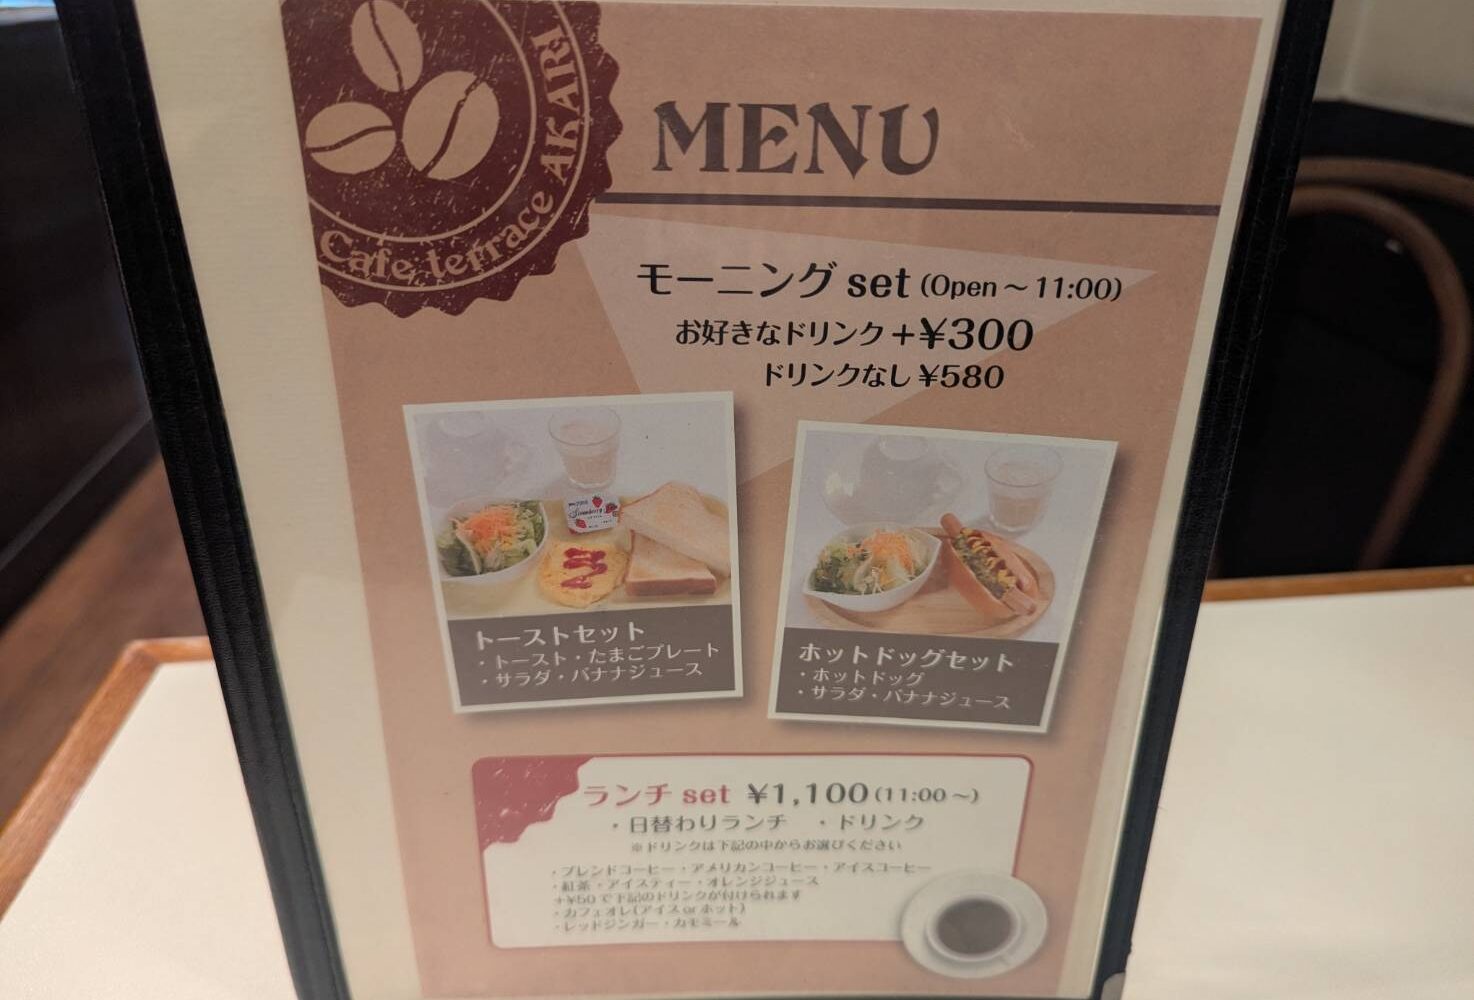 Cafe terrace AKARI
MENU
モーニング set (Open ~ 11:00)
お好きなドリンク +¥300
ドリンクなし ¥580
トーストセット
・トースト・たまごプレート
・サラダ・バナナジュース
ホットドッグセット
・ホットドッグ
・サラダ・バナナジュース
ランチ set ¥1,100 (11:00 ~)
・日替わりランチ ・ドリンク
※ドリンクは下記の中からお選びください
・ブレンドコーヒー・アメリカンコーヒー・アイスコーヒー
・紅茶・アイスティー・オレンジジュース
+¥50で下記のドリンクが付けられます
・カフェオレ(アイス or ホット)
・レッドジンガー・カモミール